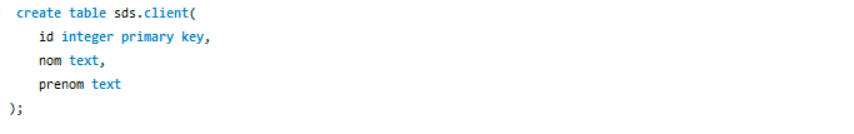 create table sds.client(
id integer primary key,
nom text,
prenom text
);